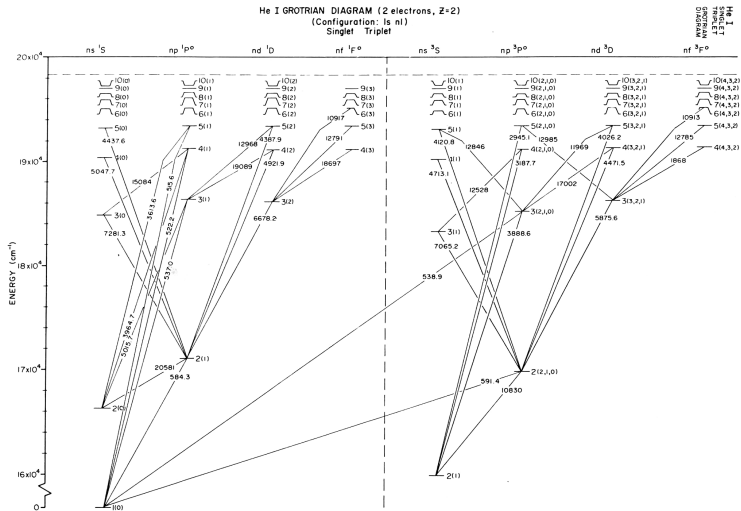 He I GROTRIAN DIAGRAM (2 electrons, Z=2)
(Configuration: ls nl)
Singlet Triplet
He I
SINGLET
TRIPLET
GROTRIAN
DIAGRAM
ns ¹S np ¹P⁰ nd ¹D nf ¹F⁰ ns ³S np ³P⁰ nd ³D nf ³F⁰
20x10⁴
10(0) 10(1) 10(2) 10(1) 10(2,1,0) 10(3,2,1) 10(4,3,2)
9(0) 9(1) 9(2) 9(3) 9(1) 9(2,1,0) 9(3,2,1) 9(4,3,2)
8(0) 8(1) 8(2) 8(3) 8(1) 8(2,1,0) 8(3,2,1) 8(4,3,2)
7(0) 7(1) 7(2) 7(3) 7(1) 7(2,1,0) 7(3,2,1) 7(4,3,2)
6(0) 6(1) 6(2) 10917 6(1) 6(2,1,0) 6(3,2,1) 10913 6(4,3,2)
5(0) 5(1) 5(2) 5(3) 5(1) 5(2,1,0) 5(3,2,1) 5(4,3,2)
4437.6 12968 4387.9 12791 4120.8 12846 2945.1 12985 11969 4026.2 12785
4(0) 4(1) 4(2) 4(3) 4(1) 4(2,1,0) 4(3,2,1) 4(4,3,2)
19x10⁴
5047.7 15084 515.6 19089 4921.9 18697 4713.1 3187.7 4471.5 1868
3613.6 522.2 12528 17002
3(0) 3(1) 3(2) 3(1) 3(2,1,0) 3(3,2,1)
7281.3 537.0 6678.2 7065.2 3888.6 5875.6
538.9
18x10⁴
ENERGY (cm⁻¹)
3964.7
5015.7
2(1)
17x10⁴
20581
584.3
2(2,1,0)
591.4
10830
2(0)
16x10⁴
2(1)
0
1(0)